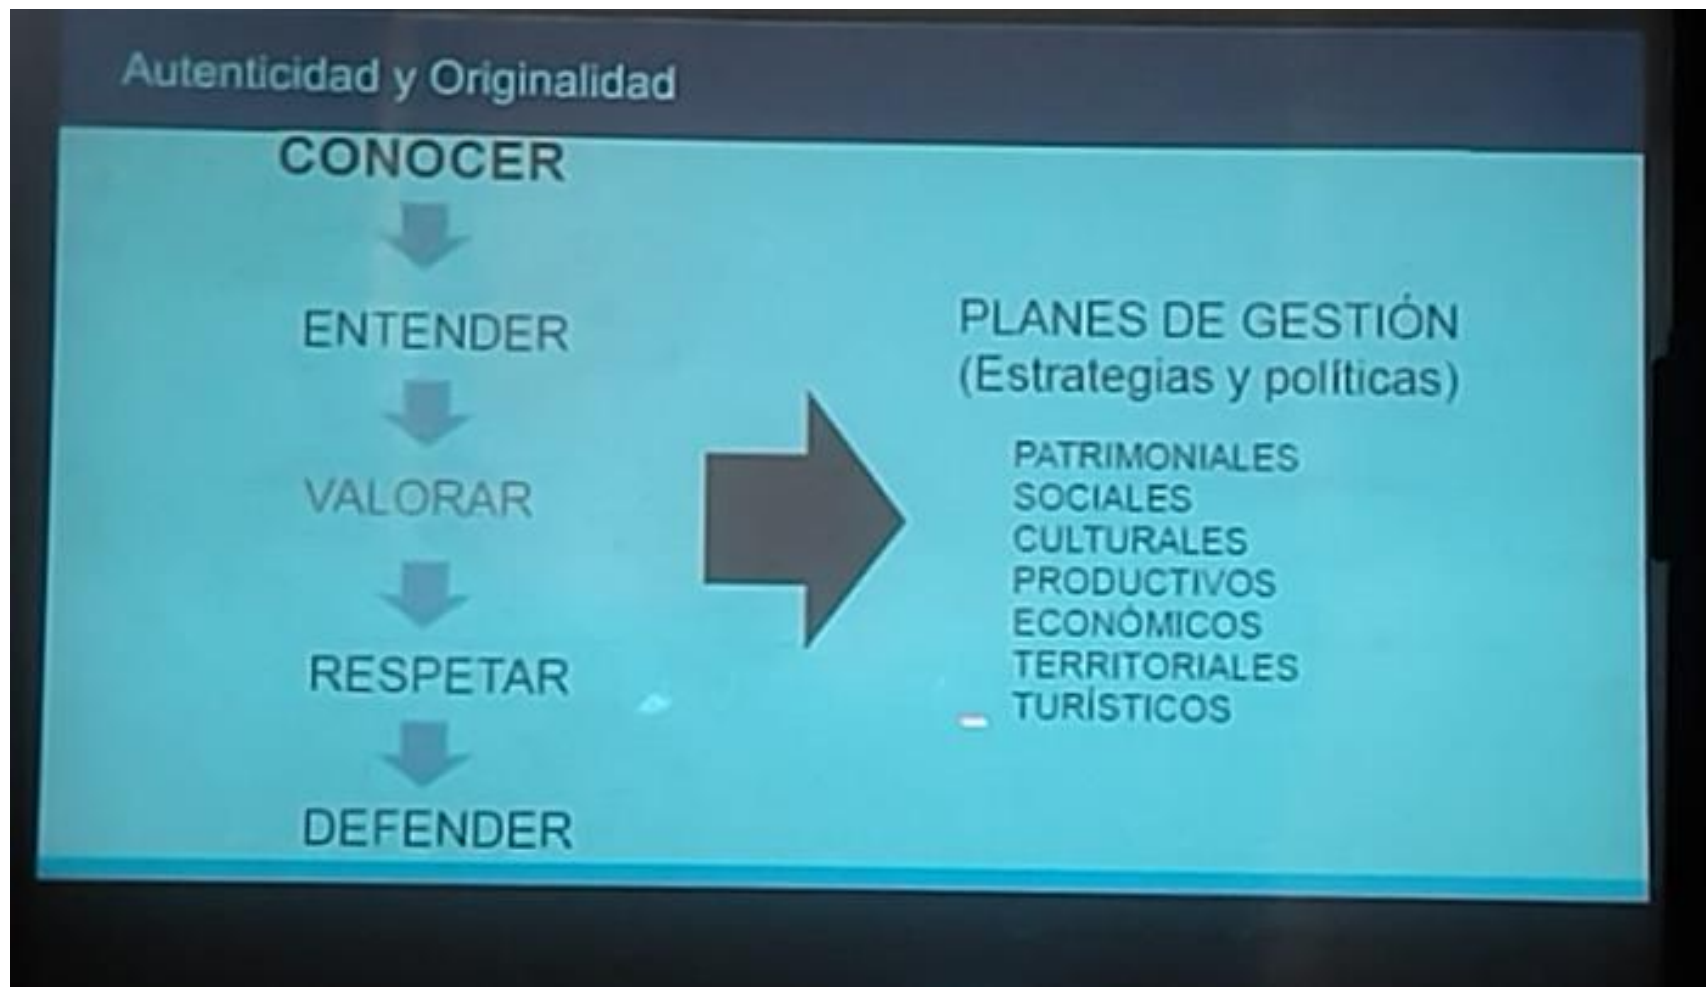 Autenticidad y Originalidad
CONOCER
ENTENDER
VALORAR
RESPETAR
DEFENDER
PLANES DE GESTIÓN
(Estrategias y políticas)
PATRIMONIALES
SOCIALES
CULTURALES
PRODUCTIVOS
ECONÓMICOS
TERRITORIALES
TURÍSTICOS